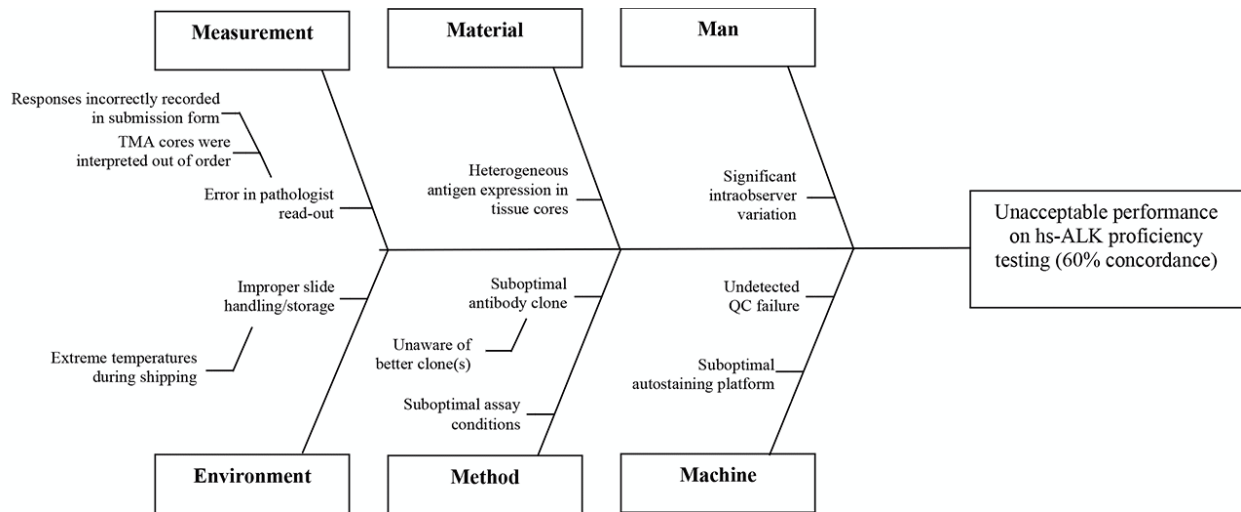 Measurement
Material
Man
Responses incorrectly recorded
in submission form
TMA cores were
interpreted out of order
Error in pathologist
read-out
Heterogeneous
antigen expression in
tissue cores
Significant
intraobserver
variation
Unacceptable performance
on hs-ALK proficiency
testing (60% concordance)
Improper slide
handling/storage
Extreme temperatures
during shipping
Suboptimal
antibody clone
Unaware of
better clone(s)
Suboptimal assay
conditions
Undetected
QC failure
Suboptimal
autostaining platform
Environment
Method
Machine